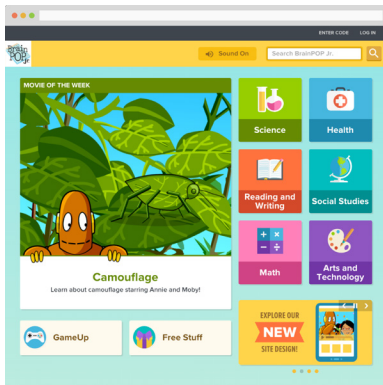 ENTER CODE LOG IN
Brain
POP jr.
Sound On
Search BrainPOP Jr.
MOVIE OF THE WEEK
Camouflage
Learn about camouflage starring Annie and Moby!
Science
Health
Reading and
Writing
Social Studies
Math
Arts and
Technology
GameUp
Free Stuff
EXPLORE OUR
NEW
SITE DESIGN!